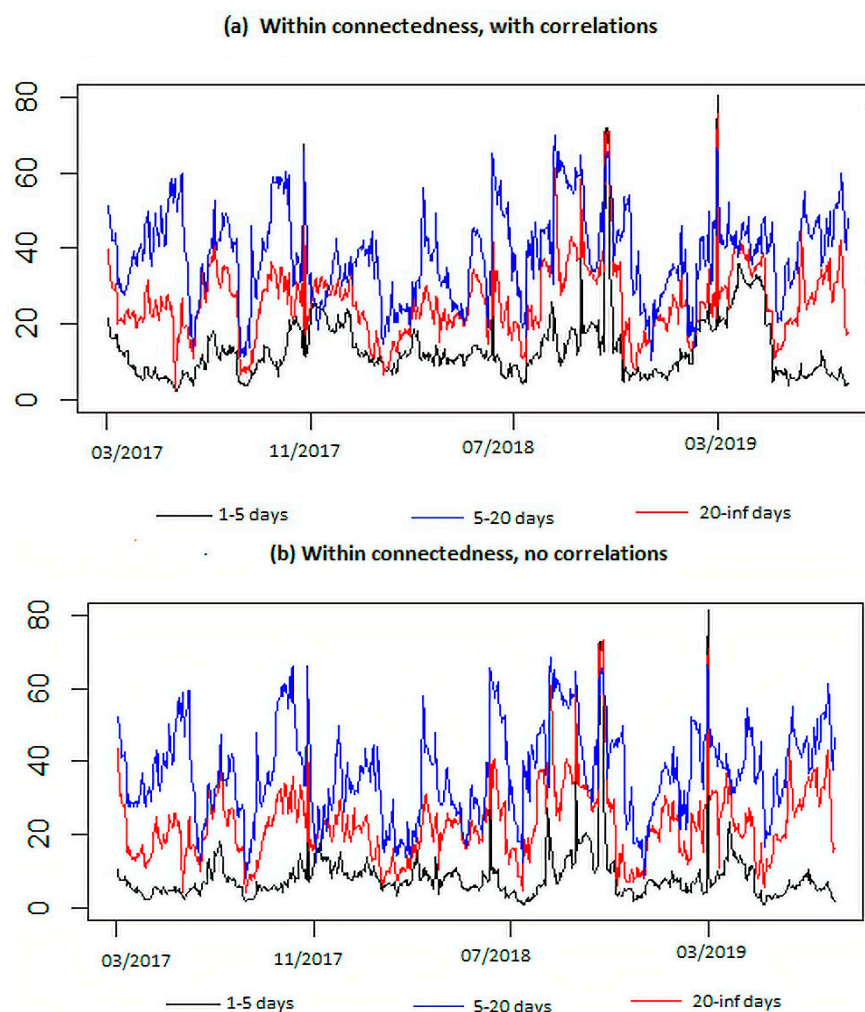 (a) Within connectedness, with correlations
80
60
40
20
0
03/2017 11/2017 07/2018 03/2019
1-5 days 5-20 days 20-inf days
(b) Within connectedness, no correlations
80
60
40
20
0
03/2017 11/2017 07/2018 03/2019
1-5 days 5-20 days 20-inf days